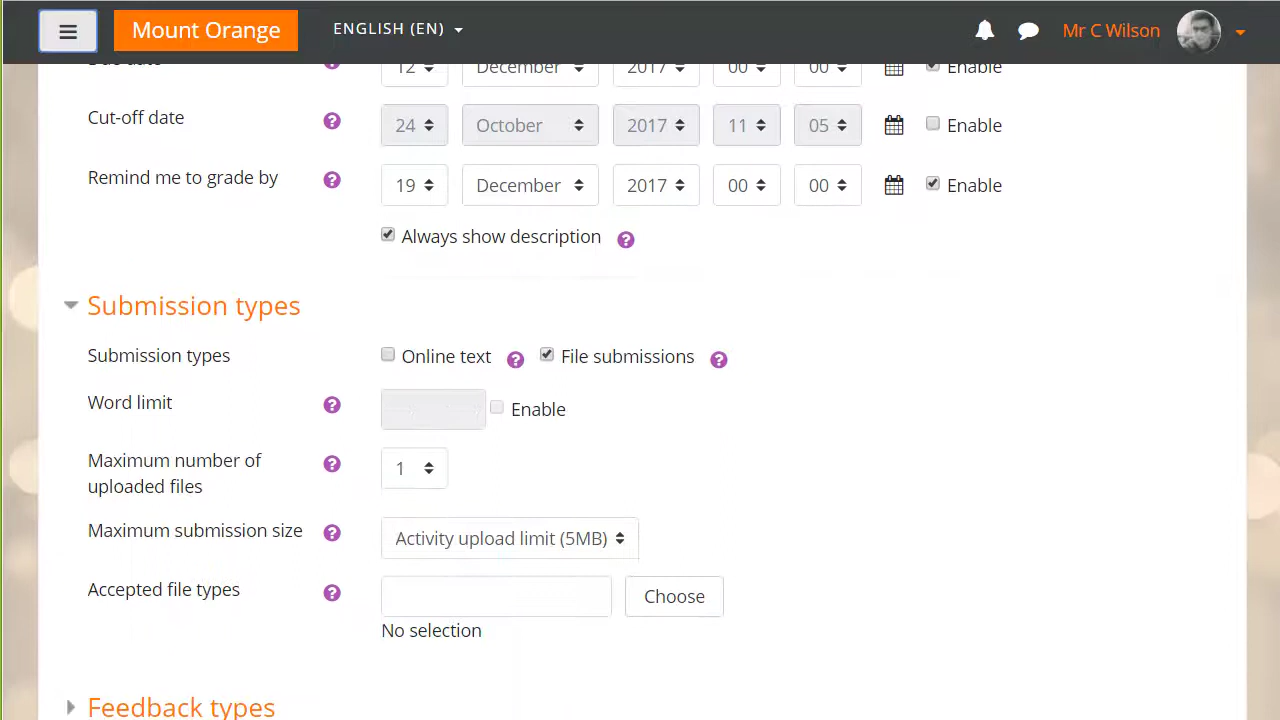 Mount Orange ENGLISH (EN) Mr C Wilson
Due date 12 December 2017 00 00 Enable
Cut-off date 24 October 2017 11 05 Enable
Remind me to grade by 19 December 2017 00 00 Enable
Always show description
Submission types
Submission types Online text File submissions
Word limit Enable
Maximum number of
uploaded files 1
Maximum submission size Activity upload limit (5MB)
Accepted file types Choose
No selection
Feedback types